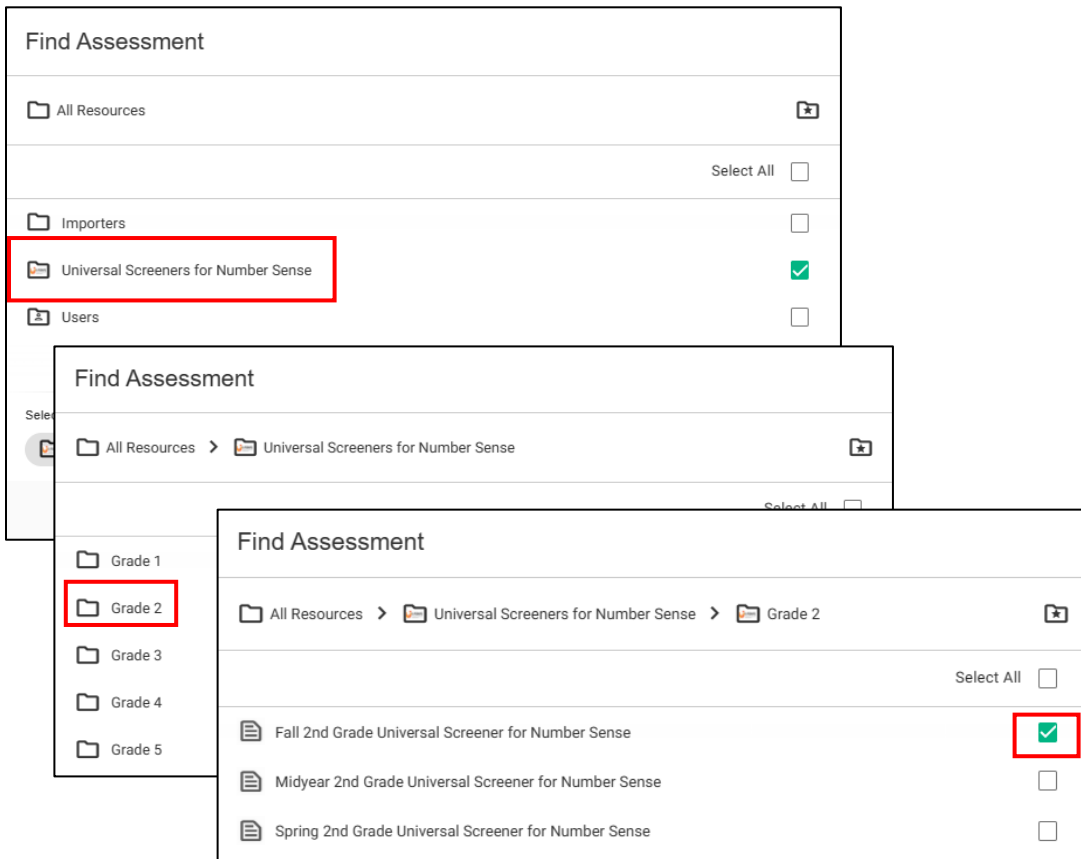 Find Assessment
All Resources
Select All
Importers
Universal Screeners for Number Sense
Users
Find Assessment
All Resources > Universal Screeners for Number Sense
Select All
Grade 1
Grade 2
Grade 3
Grade 4
Grade 5
Find Assessment
All Resources > Universal Screeners for Number Sense > Grade 2
Select All
Fall 2nd Grade Universal Screener for Number Sense
Midyear 2nd Grade Universal Screener for Number Sense
Spring 2nd Grade Universal Screener for Number Sense